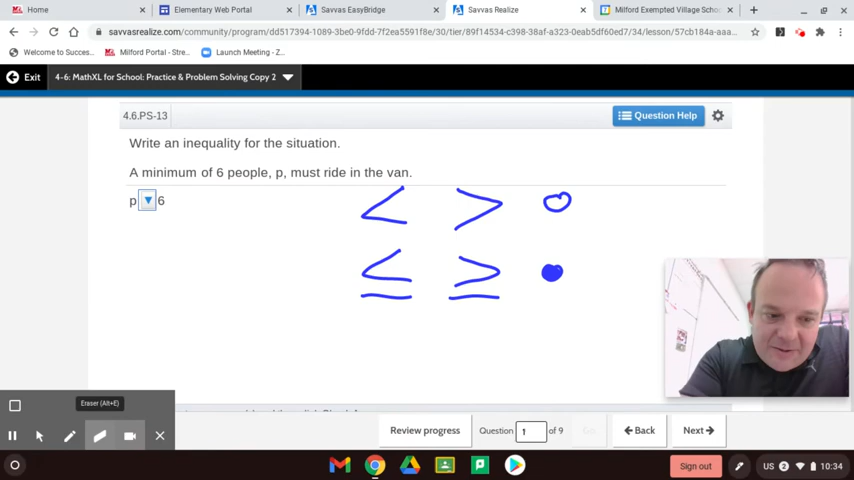 Home
Elementary Web Portal
Savvas EasyBridge
Savvas Realize
Milford Exempted Village Scho
savvasrealize.com/community/program/dd517394-1089-3be0-9fdd-7f2ea5591f8e/30/tier/89f14534-c398-38af-a323-0eab5df60ed7/34/lesson/57cb184a-aaa...
Welcome to Succes...
Milford Portal - Stre...
Launch Meeting - Z...
Exit
4-6: MathXL for School: Practice & Problem Solving Copy 2
4.6.PS-13
Question Help
Write an inequality for the situation.
A minimum of 6 people, p, must ride in the van.
p 6
< >
≤ ≥
Eraser (Alt+E)
Review progress
Question 1 of 9
Go
Back
Next
Sign out
US 2 10:34